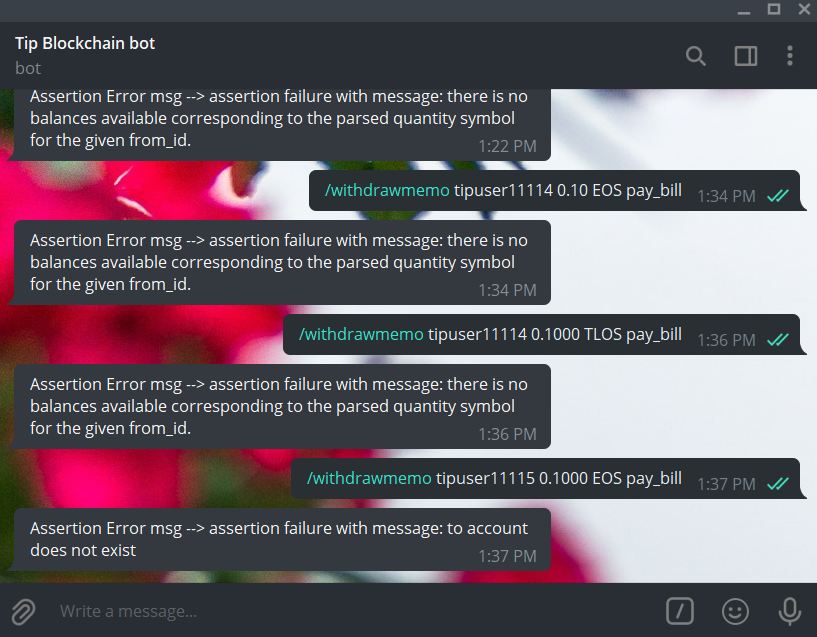 Tip Blockchain bot
bot
Assertion Error msg --> assertion failure with message: there is no
balances available corresponding to the parsed quantity symbol
for the given from_id.
1:22 PM
/withdrawmemo tipuser11114 0.10 EOS pay_bill 1:34 PM
Assertion Error msg --> assertion failure with message: there is no
balances available corresponding to the parsed quantity symbol
for the given from_id.
1:34 PM
/withdrawmemo tipuser11114 0.1000 TLOS pay_bill 1:36 PM
Assertion Error msg --> assertion failure with message: there is no
balances available corresponding to the parsed quantity symbol
for the given from_id.
1:36 PM
/withdrawmemo tipuser11115 0.1000 EOS pay_bill 1:37 PM
Assertion Error msg --> assertion failure with message: to account
does not exist
1:37 PM
Write a message...